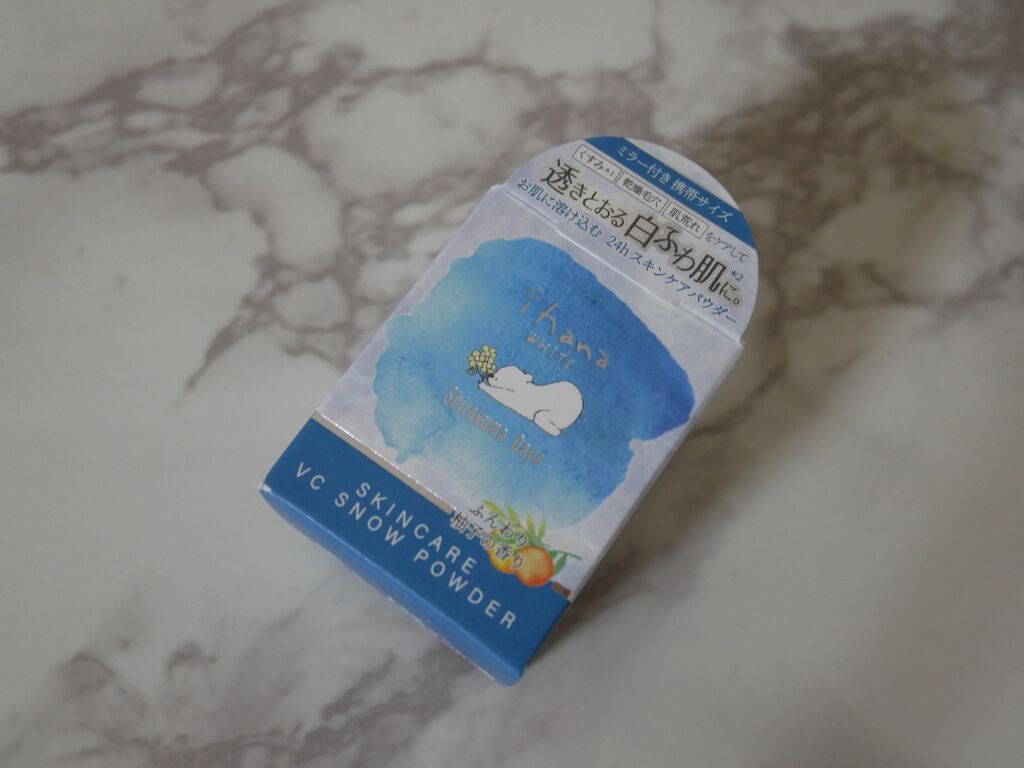 ミラー付き 携帯サイズ
くすみ*1 乾燥毛穴 肌荒れ をケアして
透きとおる白ふわ肌に。*2
お肌に溶け込む 24hスキンケアパウダー
ihana
WHITE
Shirokuma Days
ふんわり
柚子の香り
SKINCARE
VC SNOW POWDER